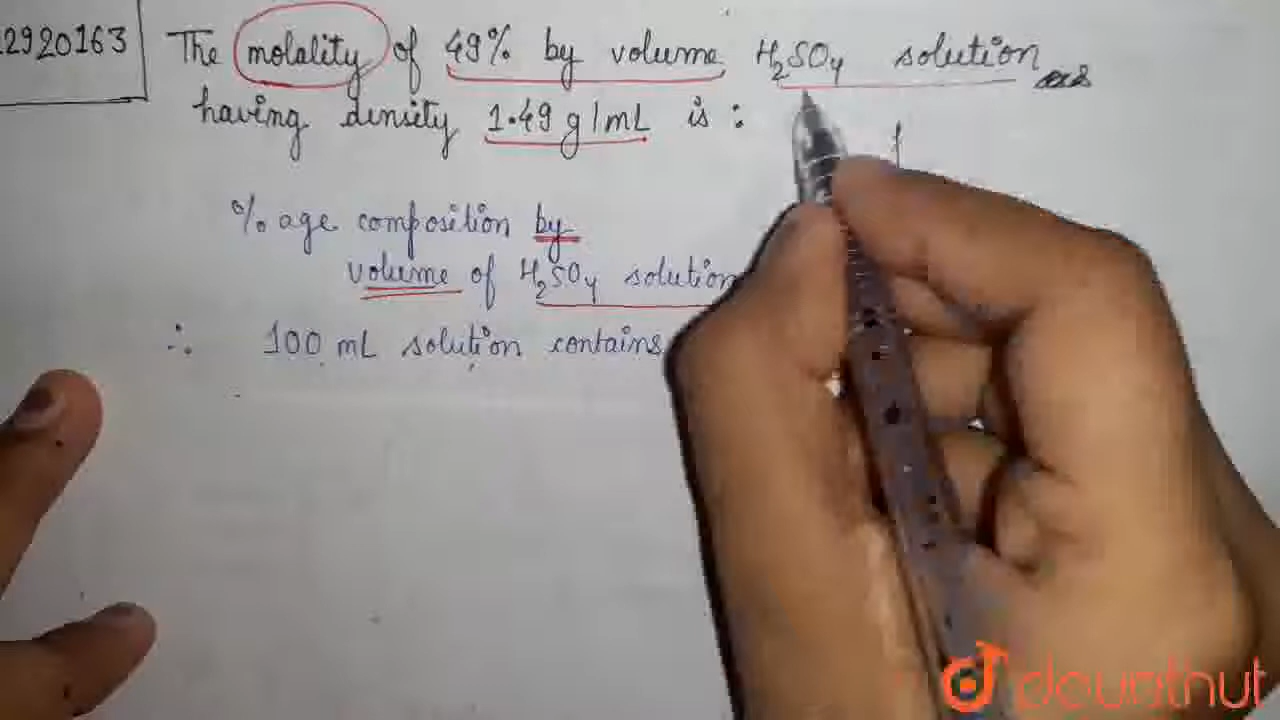 12920163
The molality of 49% by volume H2SO4 solution
having density 1.49 g/mL is :
% age composition by
volume of H2SO4 solution
∴ 100 mL solution contains
doubtnut